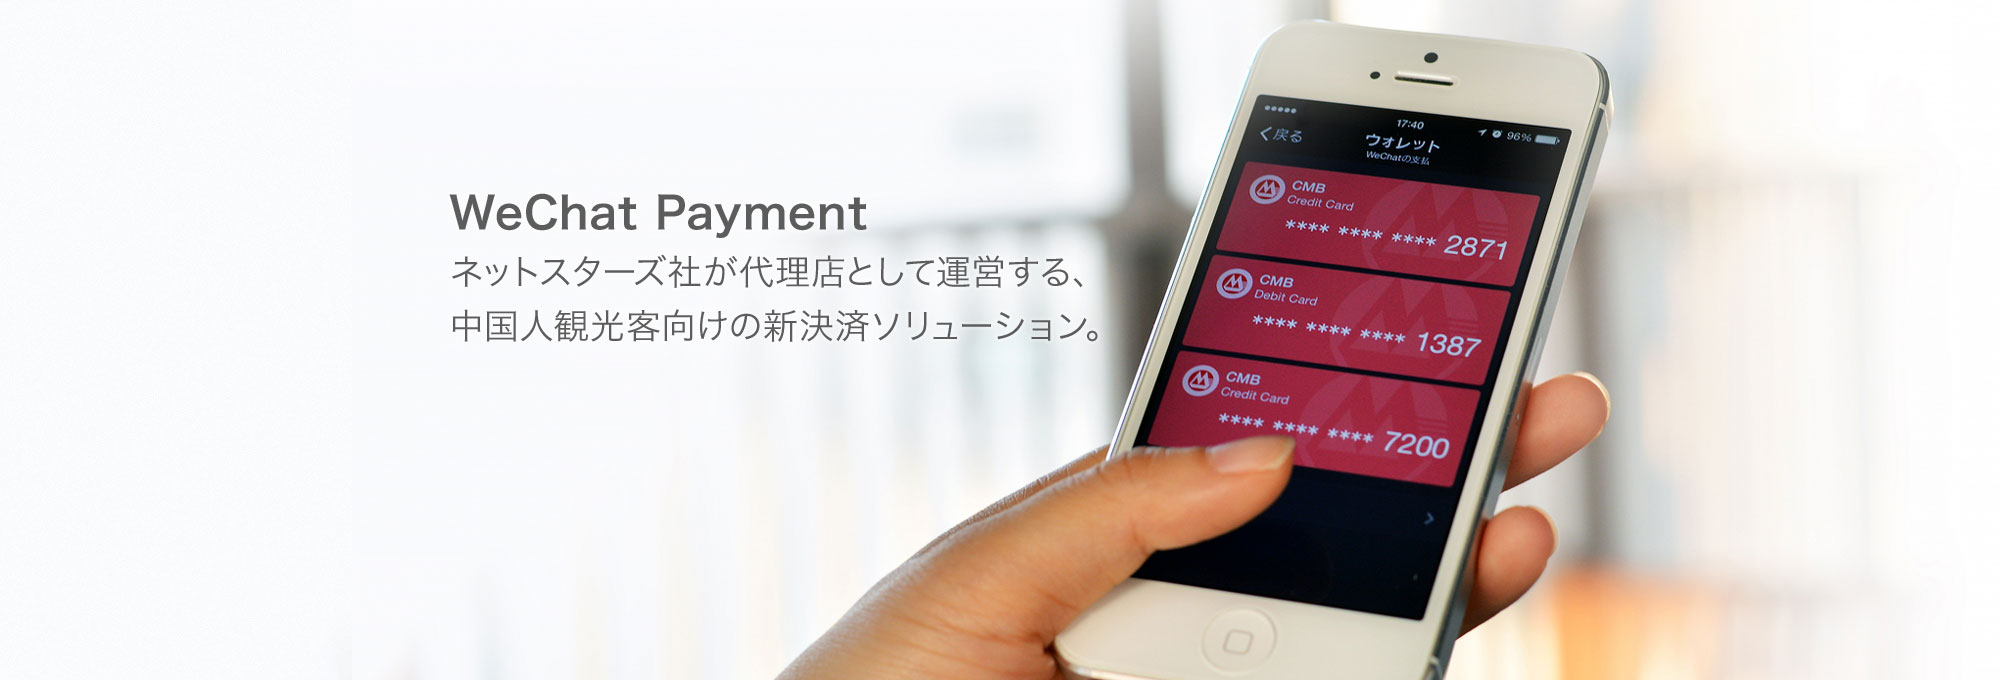 WeChat Payment
ネットスターズ社が代理店として運営する、
中国人観光客向けの新決済ソリューション。
17:40
96%
戻る
ウォレット
WeChatの支払
CMB
Credit Card
**** **** **** 2871
CMB
Debit Card
**** **** **** 1387
CMB
Credit Card
**** **** **** 7200